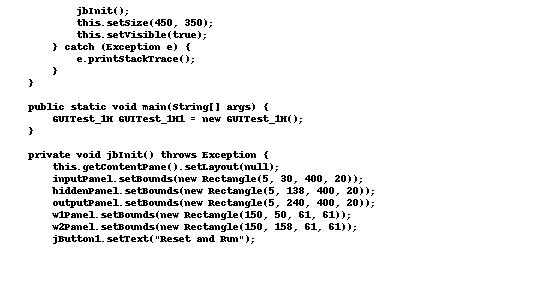 jbInit();
this.setSize(450, 350);
this.setVisible(true);
} catch (Exception e) {
e.printStackTrace();
}
}
public static void main(String[] args) {
GUITest_1H GUITest_1H1 = new GUITest_1H();
}
private void jbInit() throws Exception {
this.getContentPane().setLayout(null);
inputPanel.setBounds(new Rectangle(5, 30, 400, 20));
hiddenPanel.setBounds(new Rectangle(5, 138, 400, 20));
outputPanel.setBounds(new Rectangle(5, 240, 400, 20));
w1Panel.setBounds(new Rectangle(150, 50, 61, 61));
w2Panel.setBounds(new Rectangle(150, 158, 61, 61));
jButton1.setText("Reset and Run");